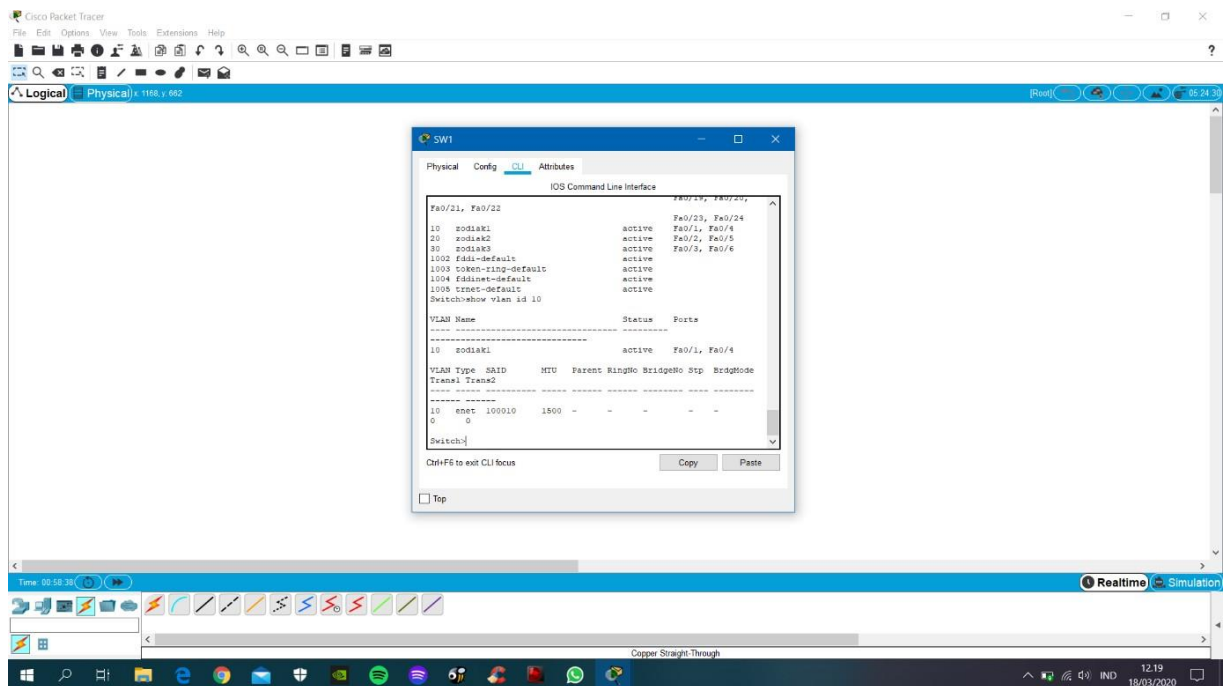 Cisco Packet Tracer
File Edit Options View Tools Extensions Help
?
Logical Physical x: 1168, y: 662 [Root] 05:24:30
SW1
Physical Config CLI Attributes
IOS Command Line Interface
Fa0/19, Fa0/20,
Fa0/21, Fa0/22
Fa0/23, Fa0/24
10 zodiak1 active Fa0/1, Fa0/4
20 zodiak2 active Fa0/2, Fa0/5
30 zodiak3 active Fa0/3, Fa0/6
1002 fddi-default active
1003 token-ring-default active
1004 fddinet-default active
1005 trnet-default active
Switch>show vlan id 10
VLAN Name Status Ports
---- -------------------------------- ---------
-------------------------------
10 zodiak1 active Fa0/1, Fa0/4
VLAN Type SAID MTU Parent RingNo BridgeNo Stp BrdgMode
Trans1 Trans2
---- ----- ---------- ----- ------ ------ -------- ---- --------
------ ------
10 enet 100010 1500 - - - - -
0 0
Switch>
Ctrl+F6 to exit CLI focus Copy Paste
Top
Time: 00:58:38 Realtime Simulation
Copper Straight-Through
IND 12.19
18/03/2020